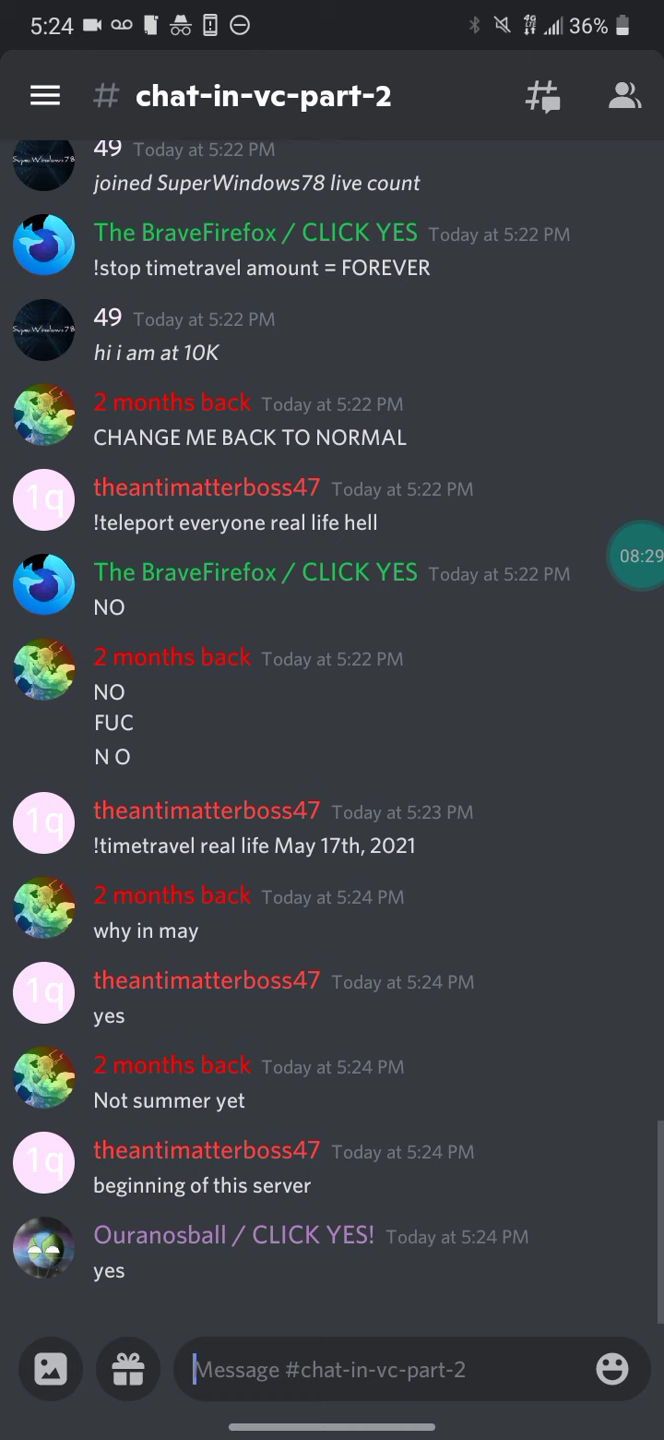 5:24 4G LTE 36%
# chat-in-vc-part-2
49 Today at 5:22 PM
SuperWindows78
joined SuperWindows78 live count
The BraveFirefox / CLICK YES Today at 5:22 PM
!stop timetravel amount = FOREVER
49 Today at 5:22 PM
SuperWindows78
hi i am at 10K
2 months back Today at 5:22 PM
CHANGE ME BACK TO NORMAL
1q theantimatterboss47 Today at 5:22 PM
!teleport everyone real life hell
08:29
The BraveFirefox / CLICK YES Today at 5:22 PM
NO
2 months back Today at 5:22 PM
NO
FUC
N O
1q theantimatterboss47 Today at 5:23 PM
!timetravel real life May 17th, 2021
2 months back Today at 5:24 PM
why in may
1q theantimatterboss47 Today at 5:24 PM
yes
2 months back Today at 5:24 PM
Not summer yet
1q theantimatterboss47 Today at 5:24 PM
beginning of this server
Ouranosball / CLICK YES! Today at 5:24 PM
yes
Message #chat-in-vc-part-2